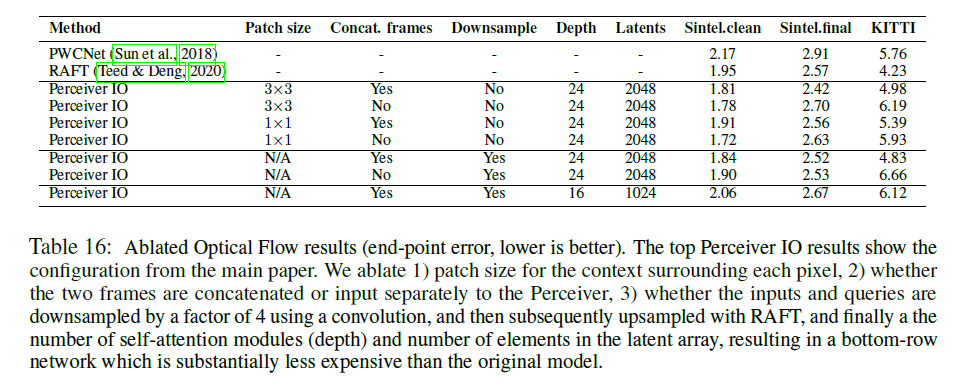 Method Patch size Concat. frames Downsample Depth Latents Sintel.clean Sintel.final KITTI
PWCNet (Sun et al., 2018) - - - - - 2.17 2.91 5.76
RAFT (Teed & Deng, 2020) - - - - - 1.95 2.57 4.23
Perceiver IO 3×3 Yes No 24 2048 1.81 2.42 4.98
Perceiver IO 3×3 No No 24 2048 1.78 2.70 6.19
Perceiver IO 1×1 Yes No 24 2048 1.91 2.56 5.39
Perceiver IO 1×1 No No 24 2048 1.72 2.63 5.93
Perceiver IO N/A Yes Yes 24 2048 1.84 2.52 4.83
Perceiver IO N/A No Yes 24 2048 1.90 2.53 6.66
Perceiver IO N/A Yes Yes 16 1024 2.06 2.67 6.12
Table 16: Ablated Optical Flow results (end-point error, lower is better). The top Perceiver IO results show the
configuration from the main paper. We ablate 1) patch size for the context surrounding each pixel, 2) whether
the two frames are concatenated or input separately to the Perceiver, 3) whether the inputs and queries are
downsampled by a factor of 4 using a convolution, and then subsequently upsampled with RAFT, and finally a the
number of self-attention modules (depth) and number of elements in the latent array, resulting in a bottom-row
network which is substantially less expensive than the original model.